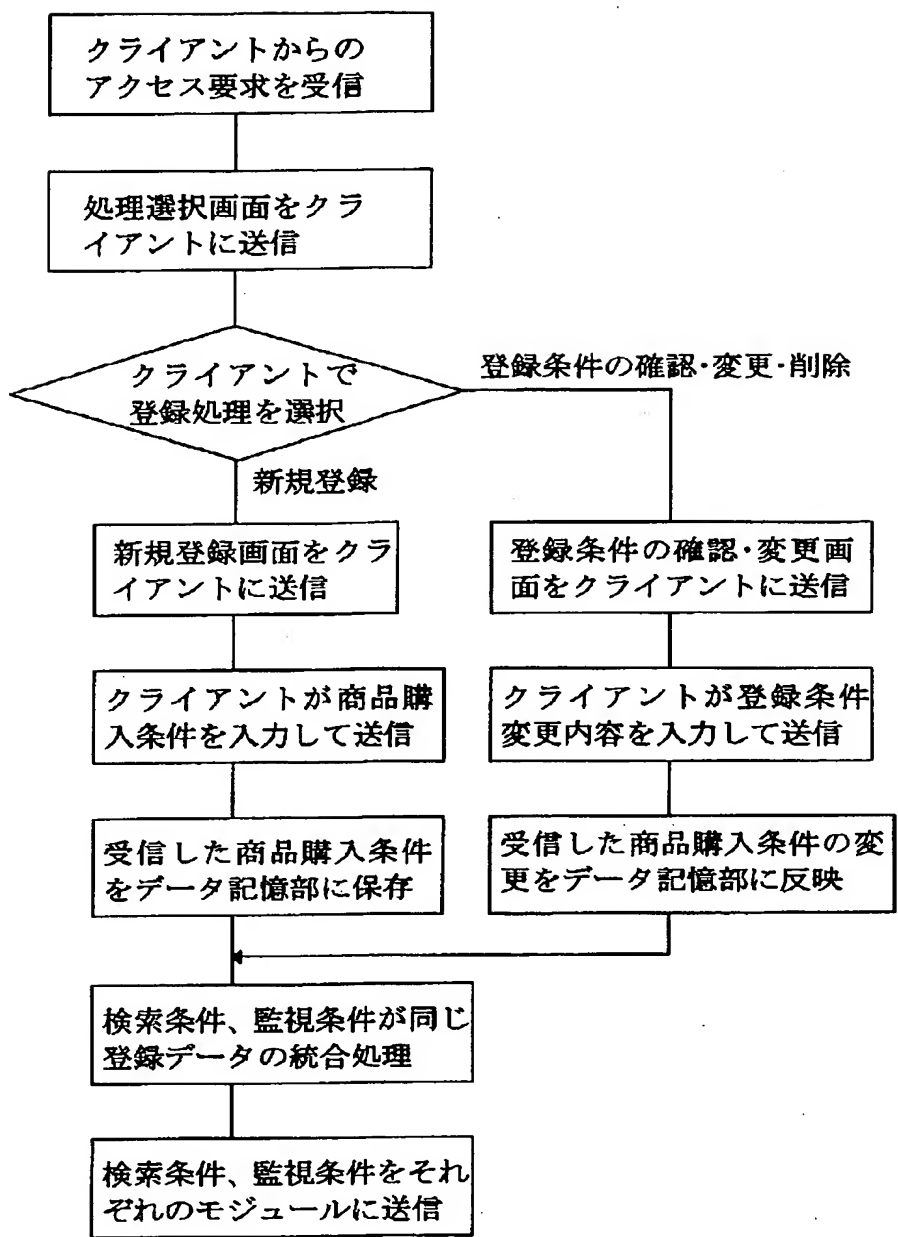 クライアントからの
アクセス要求を受信
処理選択画面をクラ
イアントに送信
クライアントで
登録処理を選択
登録条件の確認・変更・削除
新規登録
新規登録画面をクラ
イアントに送信
登録条件の確認・変更画
面をクライアントに送信
クライアントが商品購
入条件を入力して送信
クライアントが登録条件
変更内容を入力して送信
受信した商品購入条件
をデータ記憶部に保存
受信した商品購入条件の変
更をデータ記憶部に反映
検索条件、監視条件が同じ
登録データの統合処理
検索条件、監視条件をそれ
ぞれのモジュールに送信